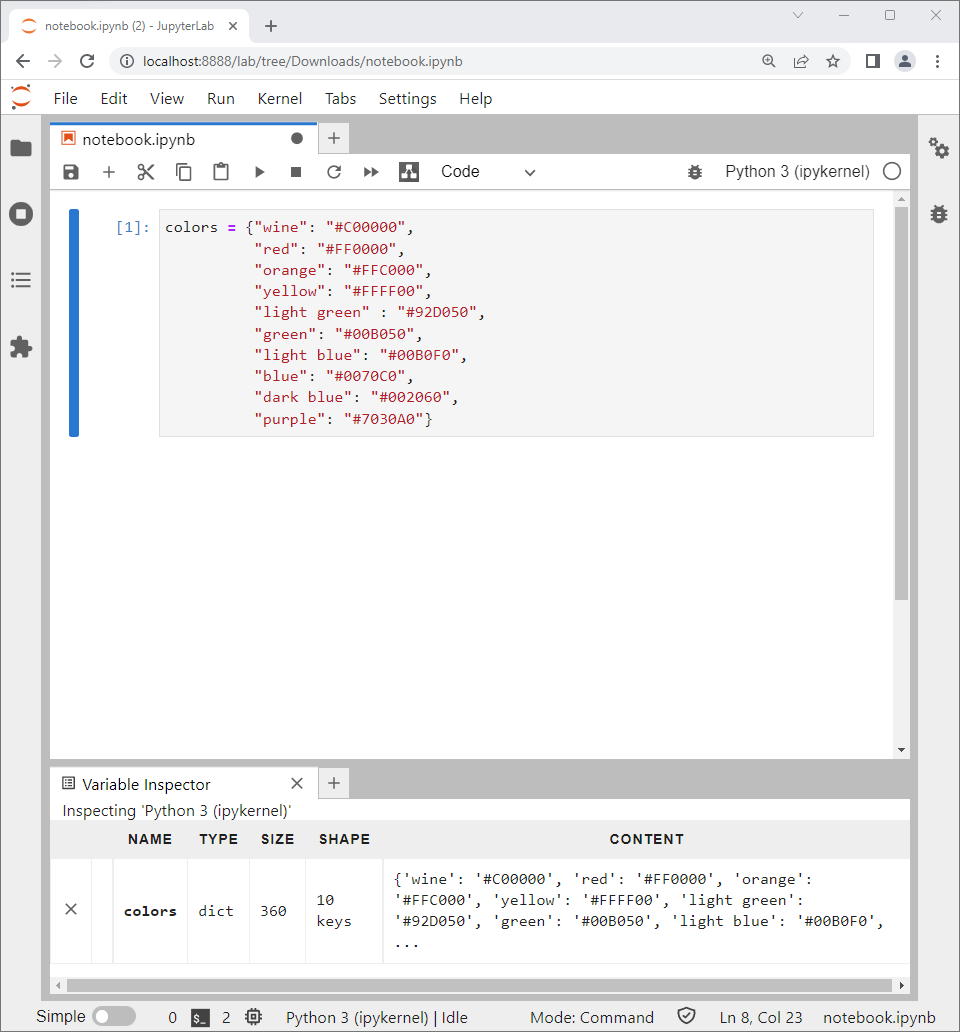 notebook.ipynb (2) - JupyterLab
localhost:8888/lab/tree/Downloads/notebook.ipynb
File Edit View Run Kernel Tabs Settings Help
notebook.ipynb
Code Python 3 (ipykernel)
[1]: colors = {"wine": "#C00000",
"red": "#FF0000",
"orange": "#FFC000",
"yellow": "#FFFF00",
"light green" : "#92D050",
"green": "#00B050",
"light blue": "#00B0F0",
"blue": "#0070C0",
"dark blue": "#002060",
"purple": "#7030A0"}
Variable Inspector
Inspecting 'Python 3 (ipykernel)'
NAME TYPE SIZE SHAPE CONTENT
colors dict 360 10 keys {'wine': '#C00000', 'red': '#FF0000', 'orange':
'#FFC000', 'yellow': '#FFFF00', 'light green':
'#92D050', 'green': '#00B050', 'light blue': '#00B0F0',
...
Simple 0 $_ 2 Python 3 (ipykernel) | Idle Mode: Command Ln 8, Col 23 notebook.ipynb